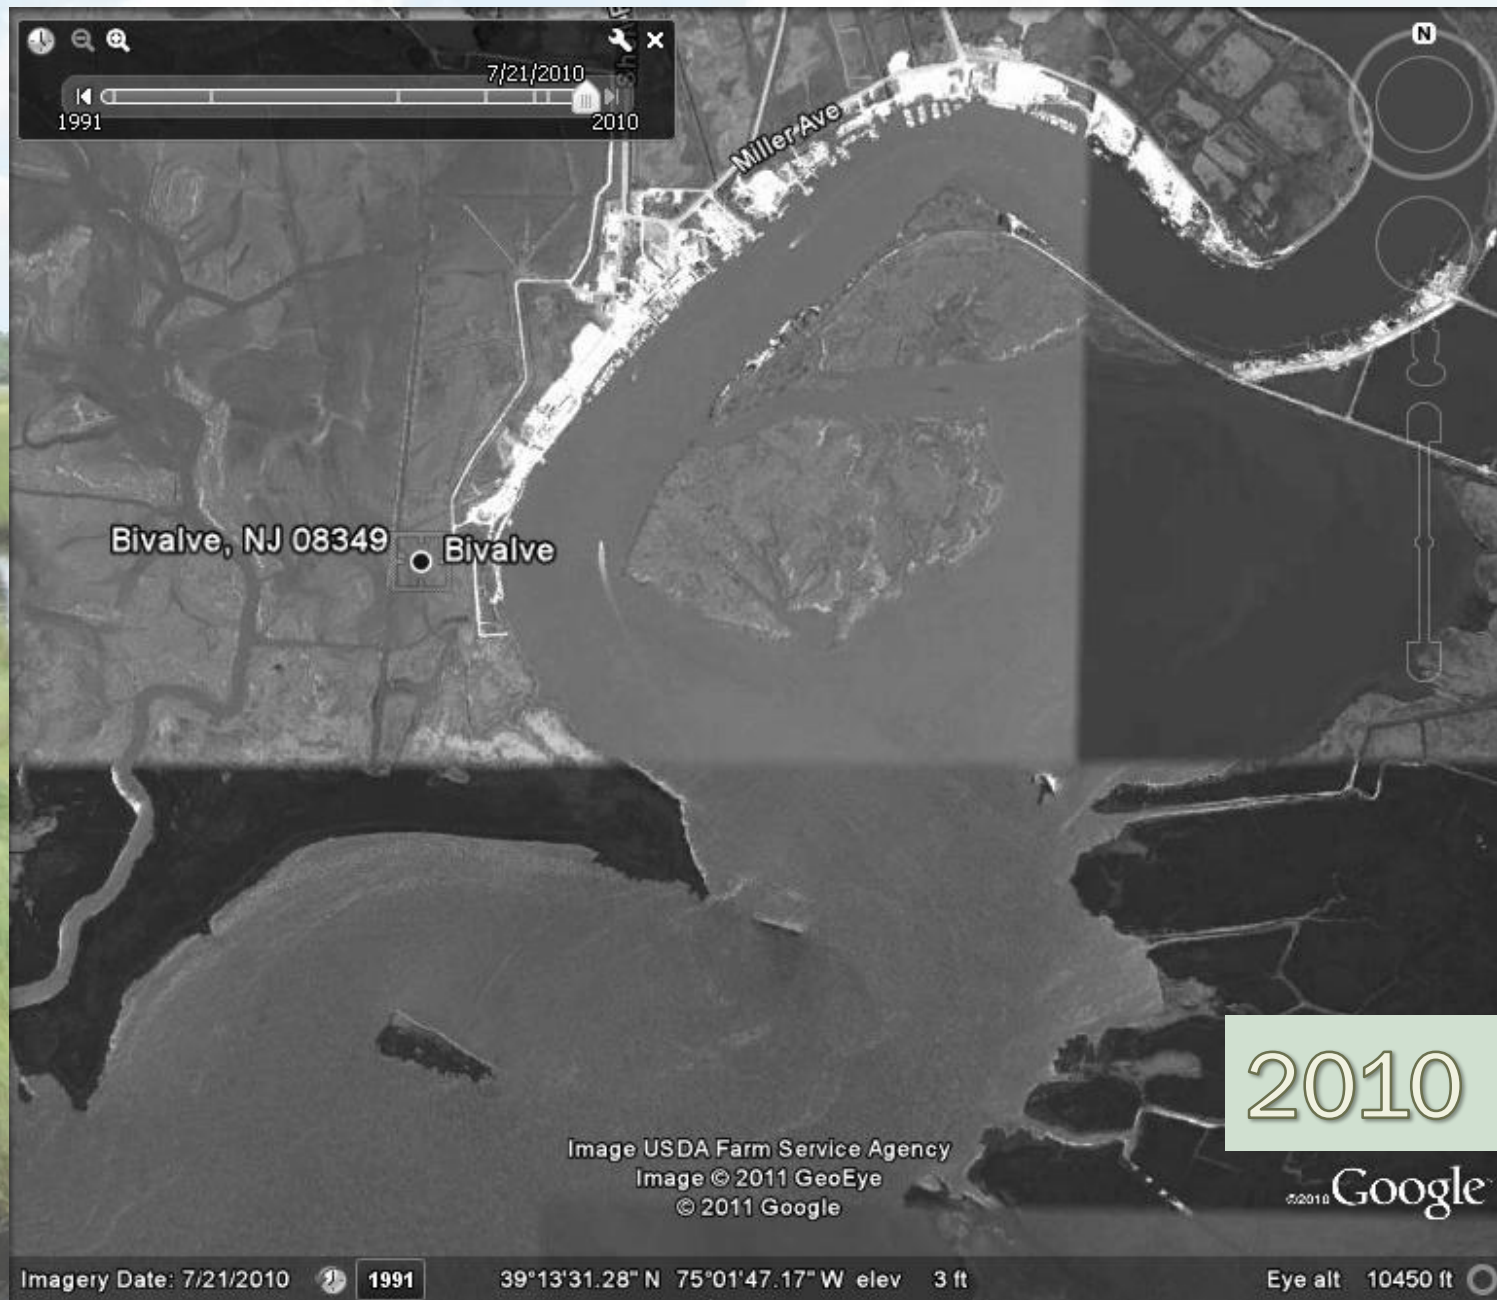 7/21/2010
1991
2010
N
Miller Ave
Bivalve, NJ 08349
Bivalve
2010
Image USDA Farm Service Agency
Image © 2011 GeoEye
© 2011 Google
©2010 Google
Imagery Date: 7/21/2010 1991 39°13'31.28" N 75°01'47.17" W elev 3 ft Eye alt 10450 ft